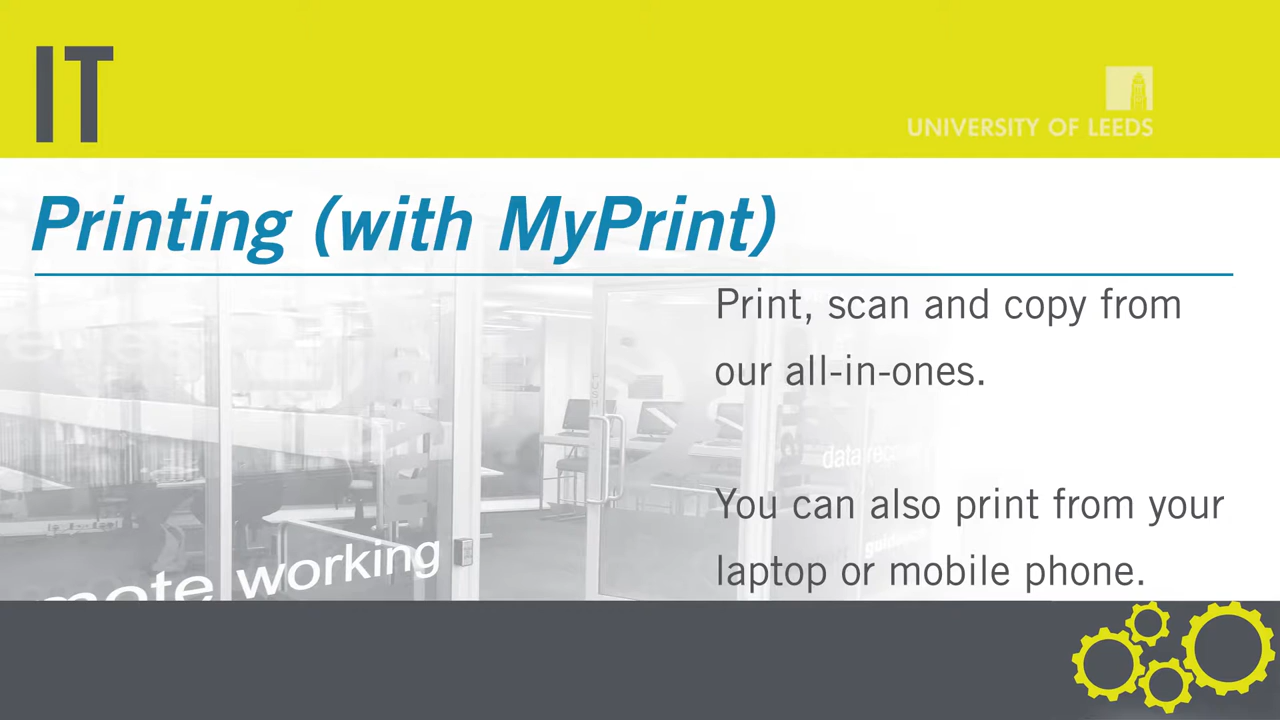 IT
UNIVERSITY OF LEEDS
Printing (with MyPrint)
Print, scan and copy from
our all-in-ones.
You can also print from your
laptop or mobile phone.
working